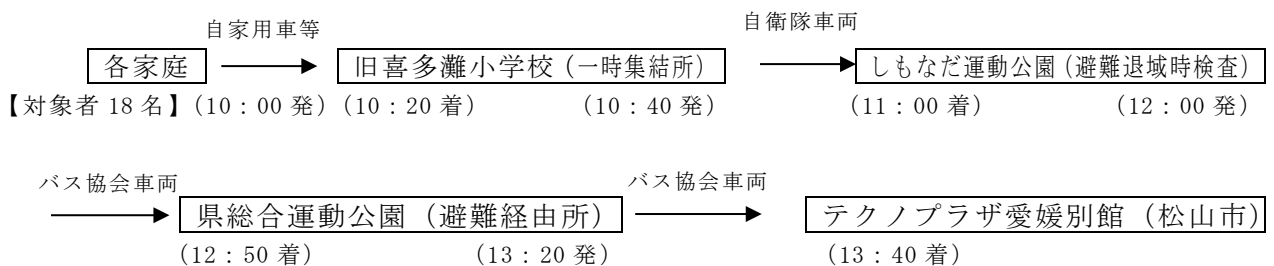 自家用車等 自衛隊車両
各家庭 旧喜多灘小学校（一時集結所） しもなだ運動公園（避難退域時検査）
【対象者 18 名】（10：00 発）（10：20 着） （10：40 発） （11：00 着） （12：00 発）
バス協会車両 バス協会車両
県総合運動公園（避難経由所） テクノプラザ愛媛別館（松山市）
（12：50 着） （13：20 発） （13：40 着）